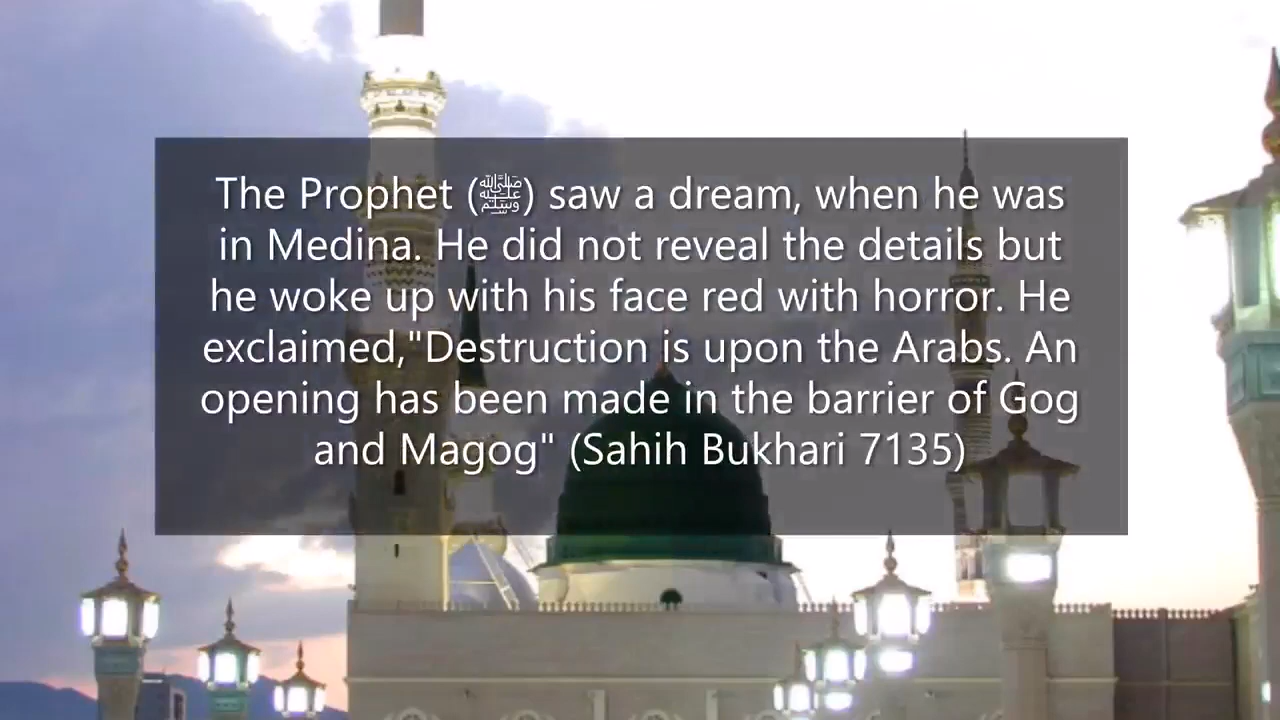 The Prophet (ﷺ) saw a dream, when he was
in Medina. He did not reveal the details but
he woke up with his face red with horror. He
exclaimed,"Destruction is upon the Arabs. An
opening has been made in the barrier of Gog
and Magog" (Sahih Bukhari 7135)